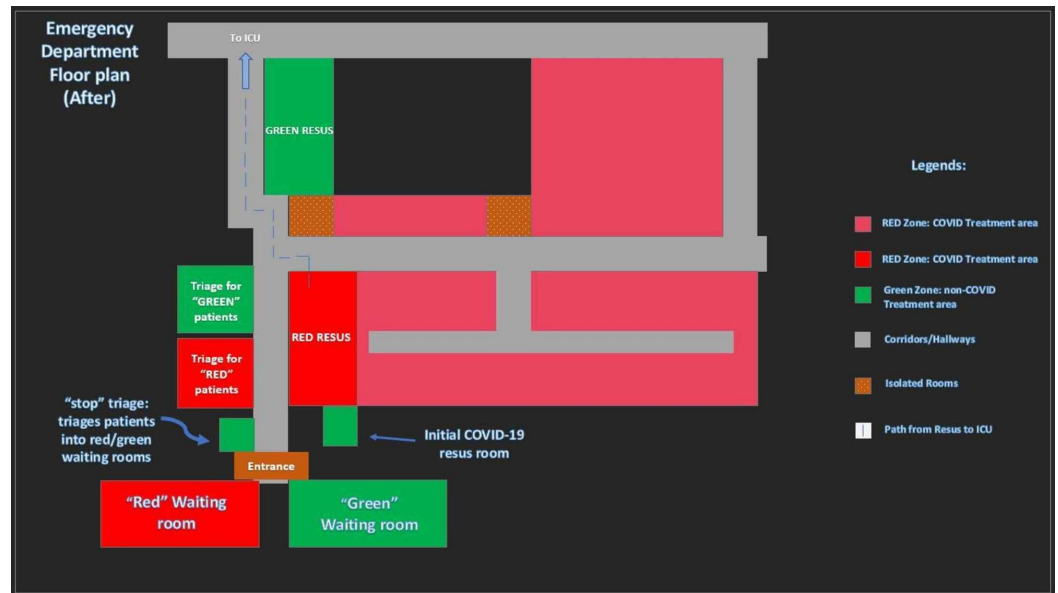 Emergency
Department
Floor plan
(After)
To ICU
GREEN RESUS
Triage for
"GREEN"
patients
RED RESUS
Triage for
"RED"
patients
"stop" triage:
triages patients
into red/green
waiting rooms
Initial COVID-19
resus room
Entrance
"Red" Waiting
room
"Green"
Waiting room
Legends:
RED Zone: COVID Treatment area
RED Zone: COVID Treatment area
Green Zone: non-COVID
Treatment area
Corridors/Hallways
Isolated Rooms
Path from Resus to ICU